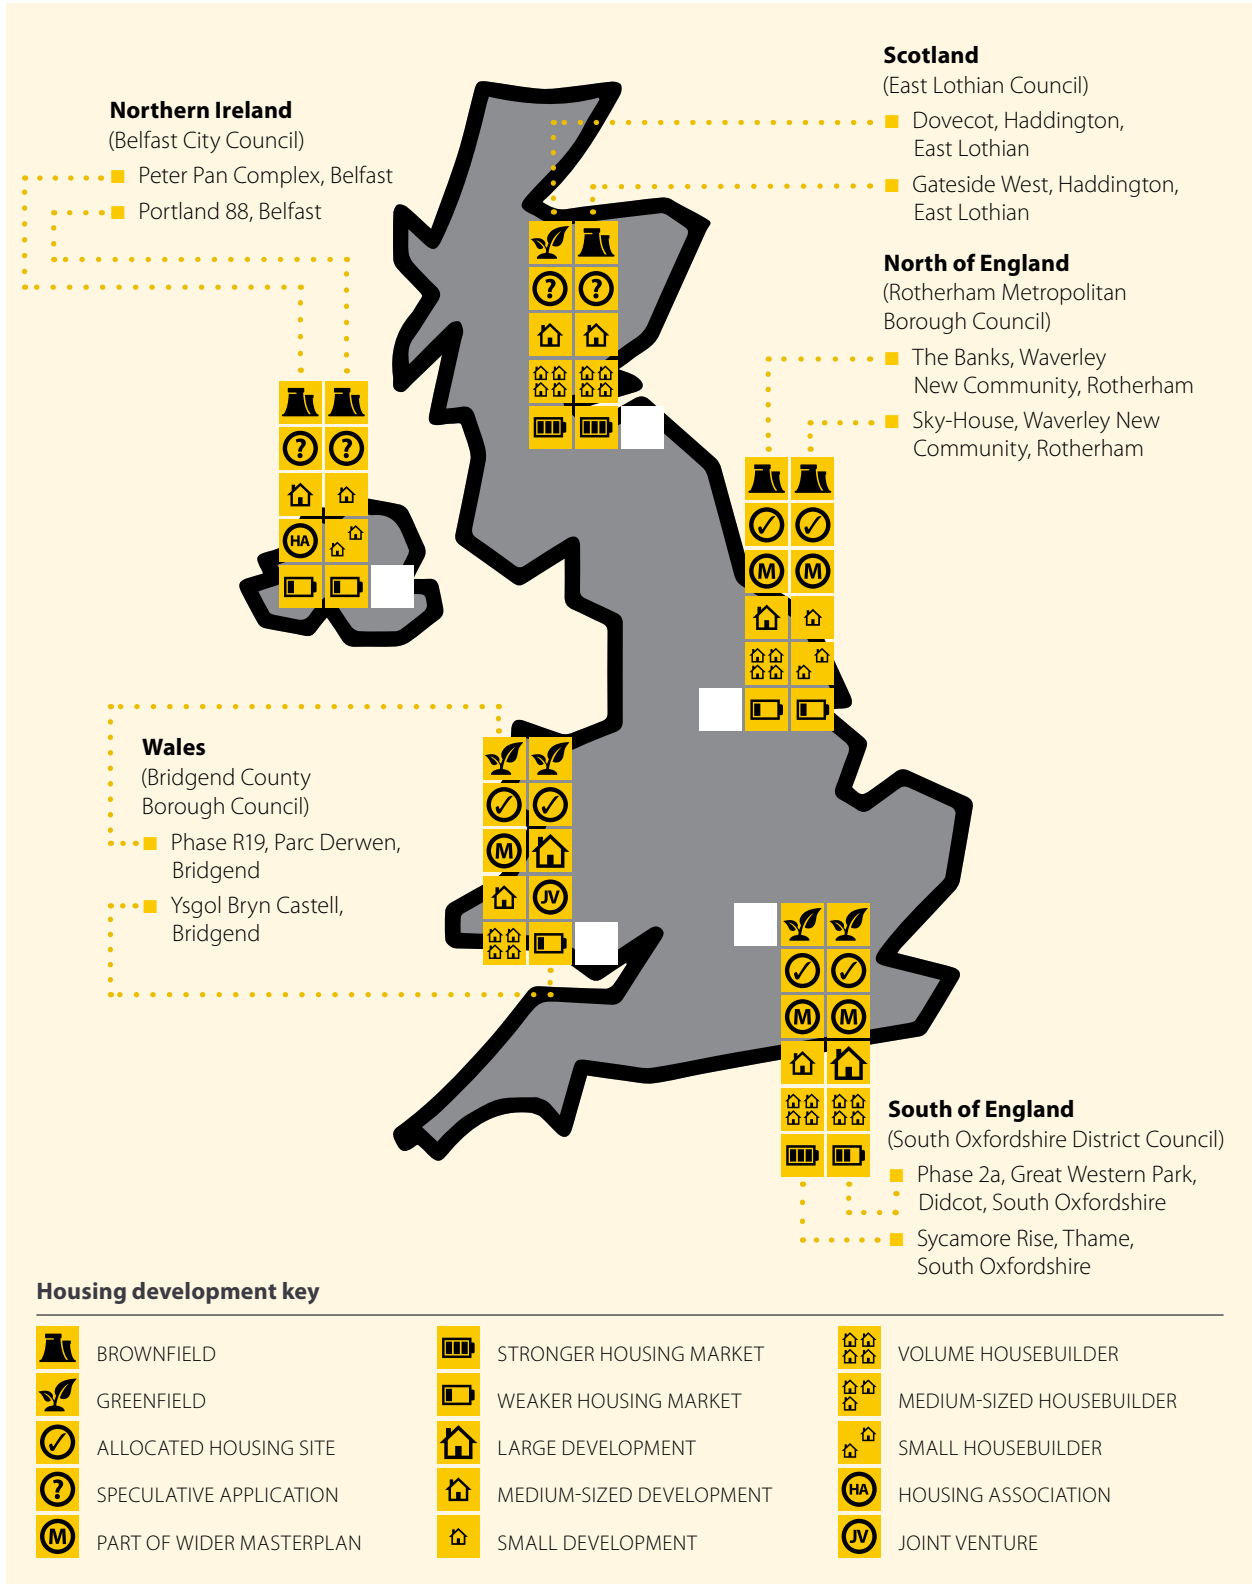 Scotland
(East Lothian Council)
Dovecot, Haddington,
East Lothian
Gateside West, Haddington,
East Lothian
Northern Ireland
(Belfast City Council)
Peter Pan Complex, Belfast
Portland 88, Belfast
North of England
(Rotherham Metropolitan
Borough Council)
The Banks, Waverley
New Community, Rotherham
Sky-House, Waverley New
Community, Rotherham
? ?
? ?
HA
M M
Wales
(Bridgend County
Borough Council)
Phase R19, Parc Derwen,
Bridgend
Ysgol Bryn Castell,
Bridgend
M
JV
M M
South of England
(South Oxfordshire District Council)
Phase 2a, Great Western Park,
Didcot, South Oxfordshire
Sycamore Rise, Thame,
South Oxfordshire
Housing development key
BROWNFIELD
GREENFIELD
ALLOCATED HOUSING SITE
? SPECULATIVE APPLICATION
M PART OF WIDER MASTERPLAN
STRONGER HOUSING MARKET
WEAKER HOUSING MARKET
LARGE DEVELOPMENT
MEDIUM-SIZED DEVELOPMENT
SMALL DEVELOPMENT
VOLUME HOUSEBUILDER
MEDIUM-SIZED HOUSEBUILDER
SMALL HOUSEBUILDER
HA HOUSING ASSOCIATION
JV JOINT VENTURE